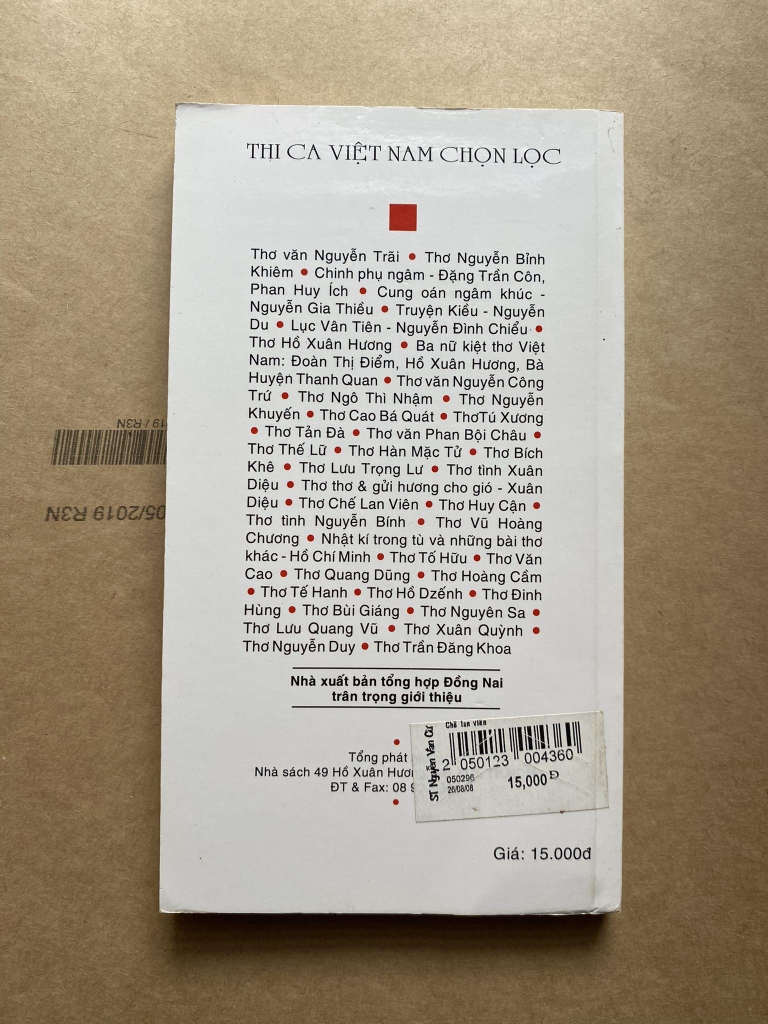 THI CA VIỆT NAM CHỌN LỌC
Thơ văn Nguyễn Trãi • Thơ Nguyễn Bỉnh
Khiêm • Chinh phụ ngâm - Đặng Trần Côn,
Phan Huy Ích • Cung oán ngâm khúc -
Nguyễn Gia Thiều • Truyện Kiều - Nguyễn
Du • Lục Vân Tiên - Nguyễn Đình Chiểu •
Thơ Hồ Xuân Hương • Ba nữ kiệt thơ Việt
Nam: Đoàn Thị Điểm, Hồ Xuân Hương, Bà
Huyện Thanh Quan • Thơ văn Nguyễn Công
Trứ • Thơ Ngô Thì Nhậm • Thơ Nguyễn
Khuyến • Thơ Cao Bá Quát • ThơTú Xương
• Thơ Tản Đà • Thơ văn Phan Bội Châu •
Thơ Thế Lữ • Thơ Hàn Mặc Tử • Thơ Bích
Khê • Thơ Lưu Trọng Lư • Thơ tình Xuân
Diệu • Thơ thơ & gửi hương cho gió - Xuân
Diệu • Thơ Chế Lan Viên • Thơ Huy Cận •
Thơ tình Nguyễn Bính • Thơ Vũ Hoàng
Chương • Nhật kí trong tù và những bài thơ
khác - Hồ Chí Minh • Thơ Tố Hữu • Thơ Văn
Cao • Thơ Quang Dũng • Thơ Hoàng Cầm
• Thơ Tế Hanh • Thơ Hồ Dzếnh • Thơ Đinh
Hùng • Thơ Bùi Giáng • Thơ Nguyên Sa •
Thơ Lưu Quang Vũ • Thơ Xuân Quỳnh •
Thơ Nguyễn Duy • Thơ Trần Đăng Khoa
Nhà xuất bản tổng hợp Đồng Nai
trân trọng giới thiệu
Tổng phát
Nhà sách 49 Hồ Xuân Hươ
ĐT & Fax: 08
ST Nguyễn Văn Cừ
Chế lan viên
2 050123 004360
050296
26/08/08
15,000Đ
Giá: 15.000đ
19 / R3N
05/2019 R3N